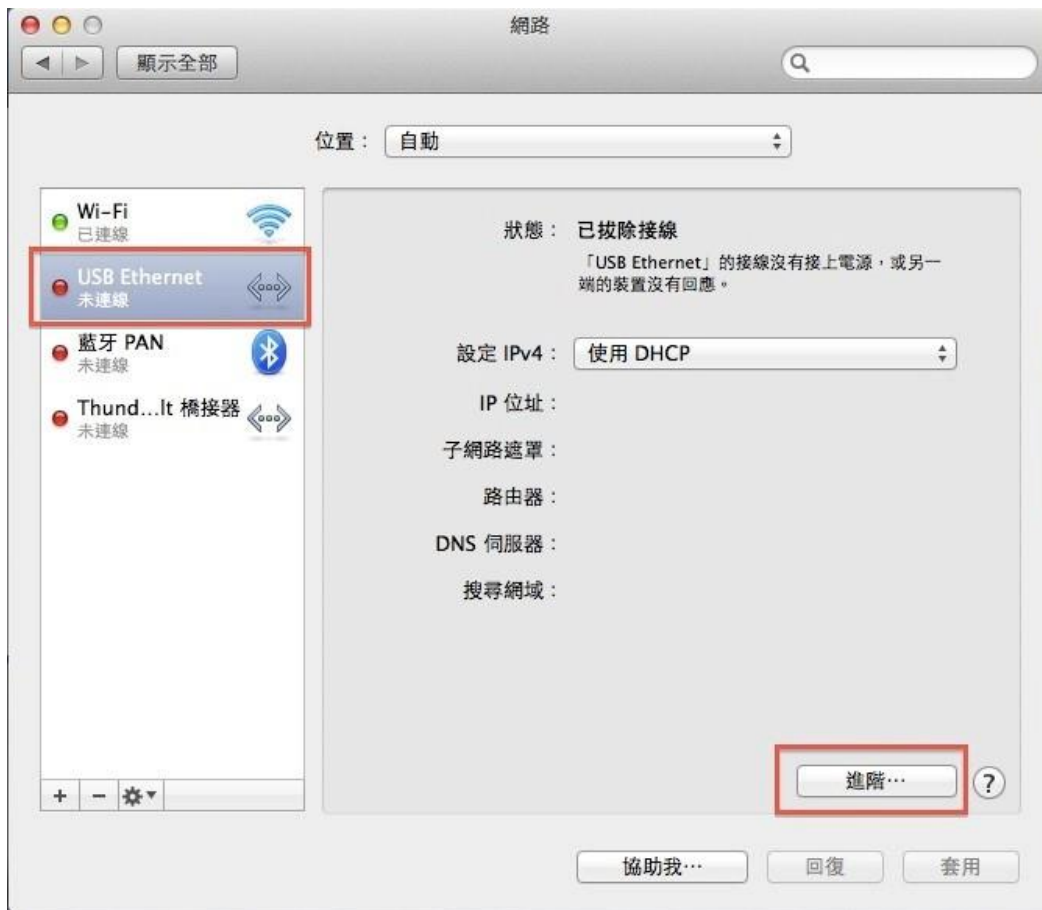 網路
顯示全部
位置： 自動
Wi-Fi
已連線
USB Ethernet
未連線
藍牙 PAN
未連線
Thund...lt 橋接器
未連線
狀態： 已拔除接線
「USB Ethernet」的接線沒有接上電源，或另一
端的裝置沒有回應。
設定 IPv4： 使用 DHCP
IP 位址：
子網路遮罩：
路由器：
DNS 伺服器：
搜尋網域：
進階…
?
協助我…
回復
套用